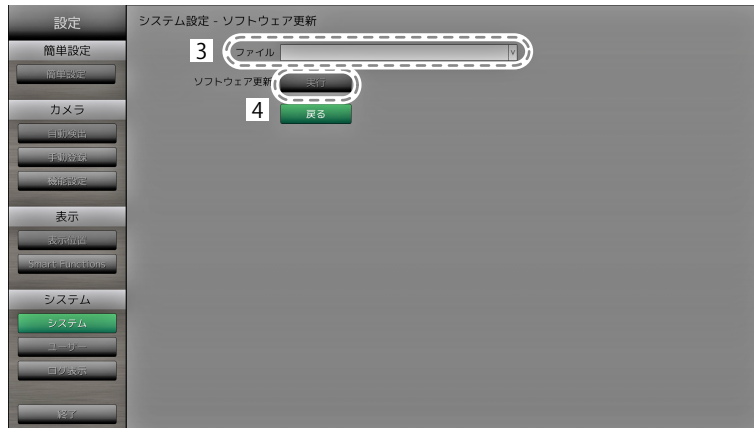 設定
簡単設定
簡単設定
カメラ
自動検出
手動登録
機能設定
表示
表示位置
Smart Functions
システム
システム
ユーザー
ログ表示
終了
システム設定 - ソフトウェア更新
3
ファイル
ソフトウェア更新
実行
4
戻る